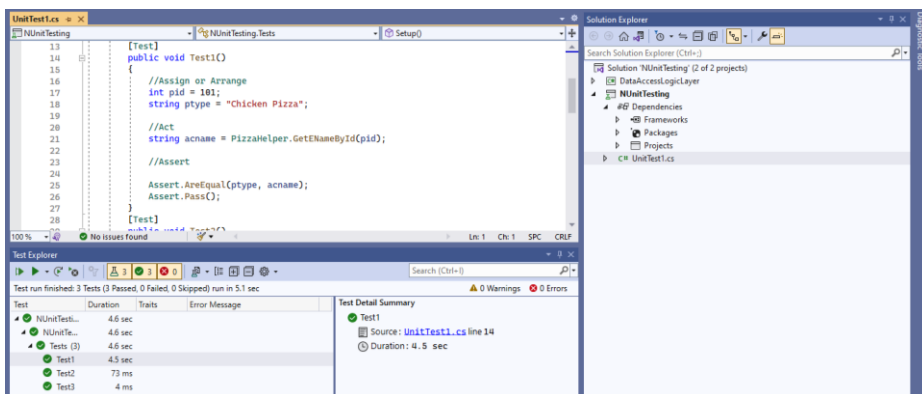 UnitTest1.cs
NUnitTesting
NUnitTesting.Tests
Setup()
13 [Test]
14 public void Test1()
15 {
16 //Assign or Arrange
17 int pid = 101;
18 string ptype = "Chicken Pizza";
19
20 //Act
21 string acname = PizzaHelper.GetENameById(pid);
22
23 //Assert
24
25 Assert.AreEqual(ptype, acname);
26 Assert.Pass();
27 }
28 [Test]
public void Test2()
100 % No issues found Ln: 1 Ch: 1 SPC CRLF
Test Explorer
3 3 0 Search (Ctrl+I)
Test run finished: 3 Tests (3 Passed, 0 Failed, 0 Skipped) run in 5.1 sec 0 Warnings 0 Errors
Test Duration Traits Error Message
NUnitTesti... 4.6 sec
NUnitTe... 4.6 sec
Tests (3) 4.6 sec
Test1 4.5 sec
Test2 73 ms
Test3 4 ms
Test Detail Summary
Test1
Source: UnitTest1.cs line 14
Duration: 4.5 sec
Solution Explorer
Search Solution Explorer (Ctrl+;)
Solution 'NUnitTesting' (2 of 2 projects)
DataAccessLogicLayer
NUnitTesting
Dependencies
Frameworks
Packages
Projects
C# UnitTest1.cs
Diagnostic Tools